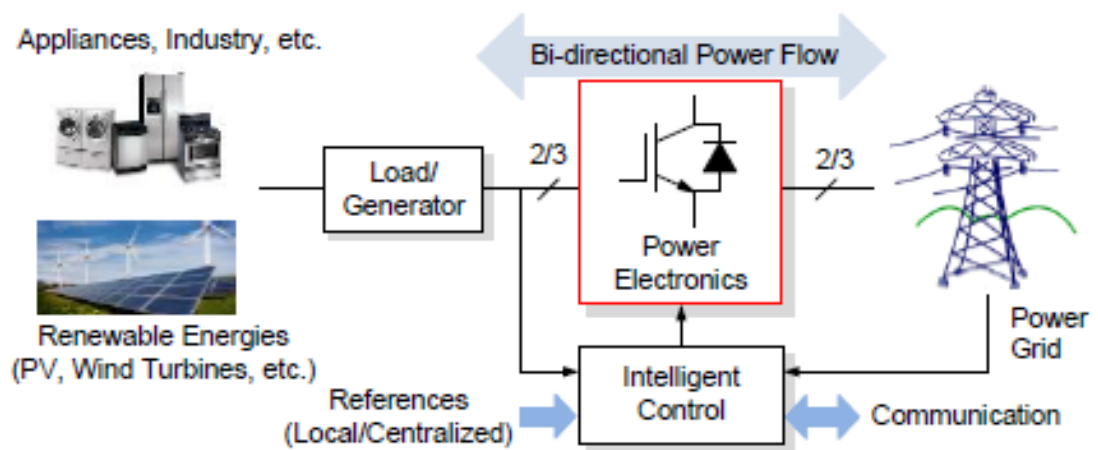 Appliances, Industry, etc.
Bi-directional Power Flow
Load/
Generator
2/3
2/3
Power
Electronics
Renewable Energies
(PV, Wind Turbines, etc.)
Power
Grid
Intelligent
Control
References
(Local/Centralized)
Communication